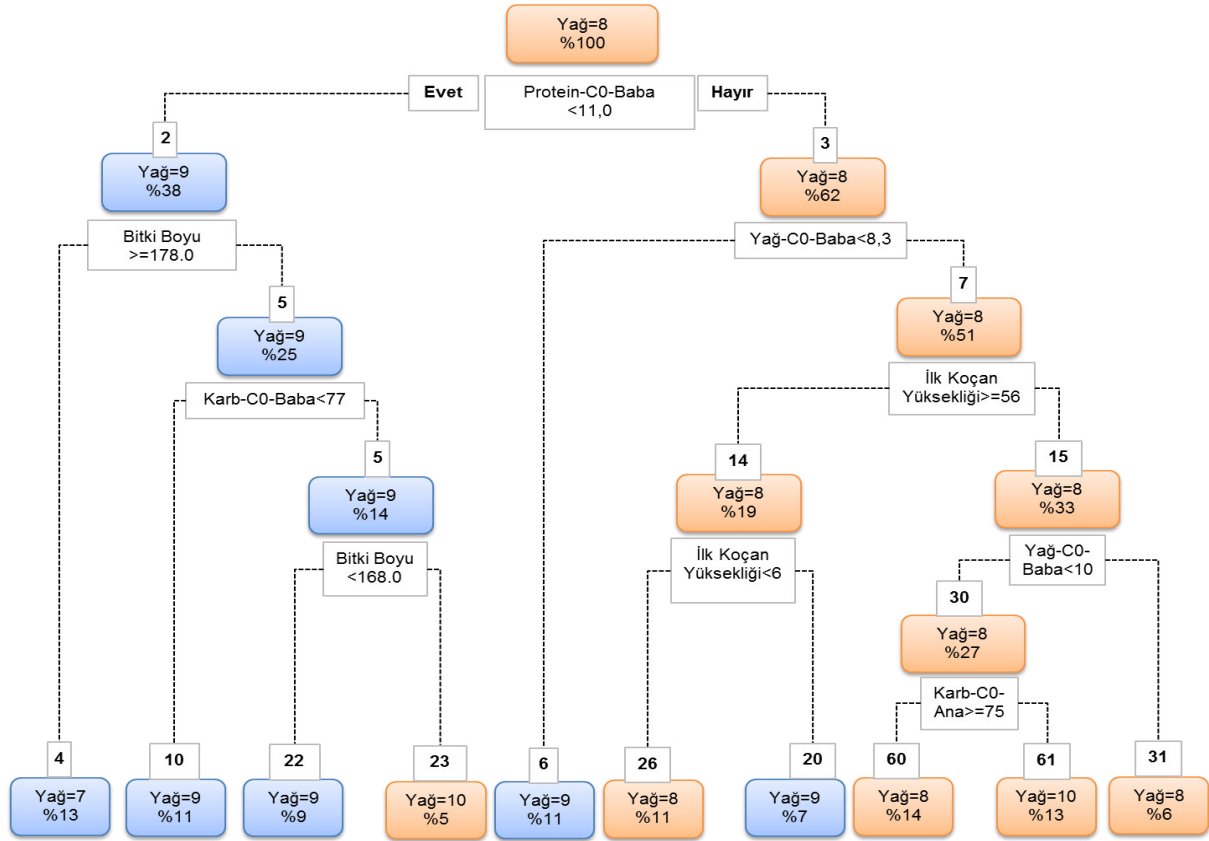 Yağ=8
%100
Evet
Protein-C0-Baba
<11,0
Hayır
2
3
Yağ=9
%38
Yağ=8
%62
Bitki Boyu
>=178.0
Yağ-C0-Baba<8,3
5
7
Yağ=9
%25
Yağ=8
%51
Karb-C0-Baba<77
İlk Koçan
Yüksekliği>=56
5
14
15
Yağ=9
%14
Yağ=8
%19
Yağ=8
%33
Bitki Boyu
<168.0
İlk Koçan
Yüksekliği<6
Yağ-C0-
Baba<10
30
Yağ=8
%27
Karb-C0-
Ana>=75
4
10
22
23
6
26
20
60
61
31
Yağ=7
%13
Yağ=9
%11
Yağ=9
%9
Yağ=10
%5
Yağ=9
%11
Yağ=8
%11
Yağ=9
%7
Yağ=8
%14
Yağ=10
%13
Yağ=8
%6